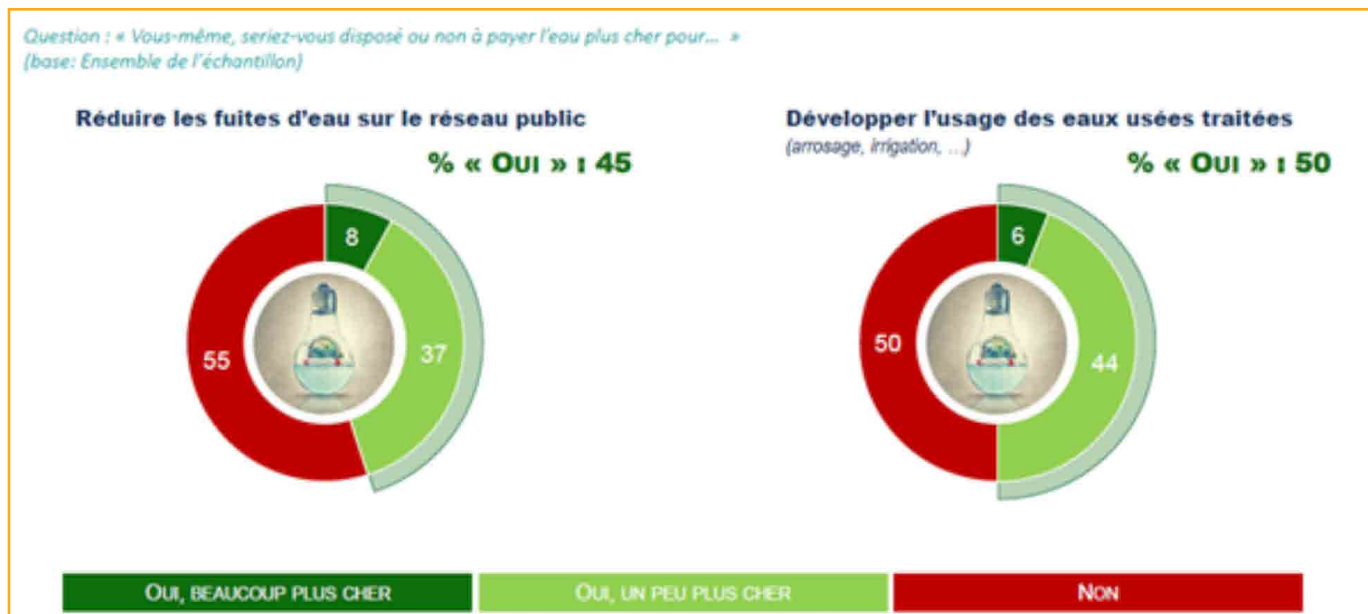 Question : « Vous-même, seriez-vous disposé ou non à payer l'eau plus cher pour... »
(base: Ensemble de l'échantillon)
Réduire les fuites d'eau sur le réseau public
% « OUI » : 45
8
37
55
Développer l'usage des eaux usées traitées
(arrosage, irrigation, ...)
% « OUI » : 50
6
44
50
OUI, BEAUCOUP PLUS CHER
OUI, UN PEU PLUS CHER
NON